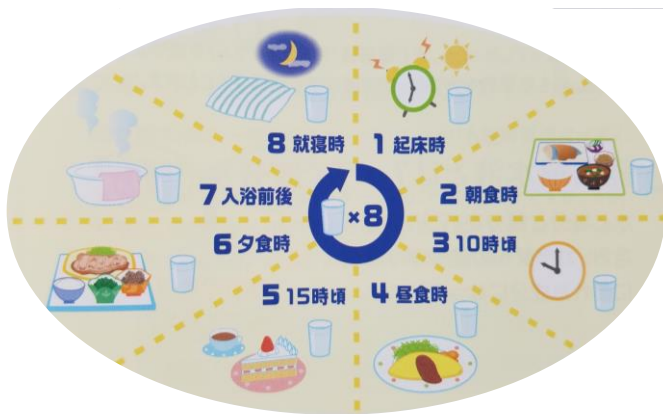 1 起床時
2 朝食時
3 10時頃
4 昼食時
5 15時頃
6 夕食時
7 入浴前後
8 就寝時
×8